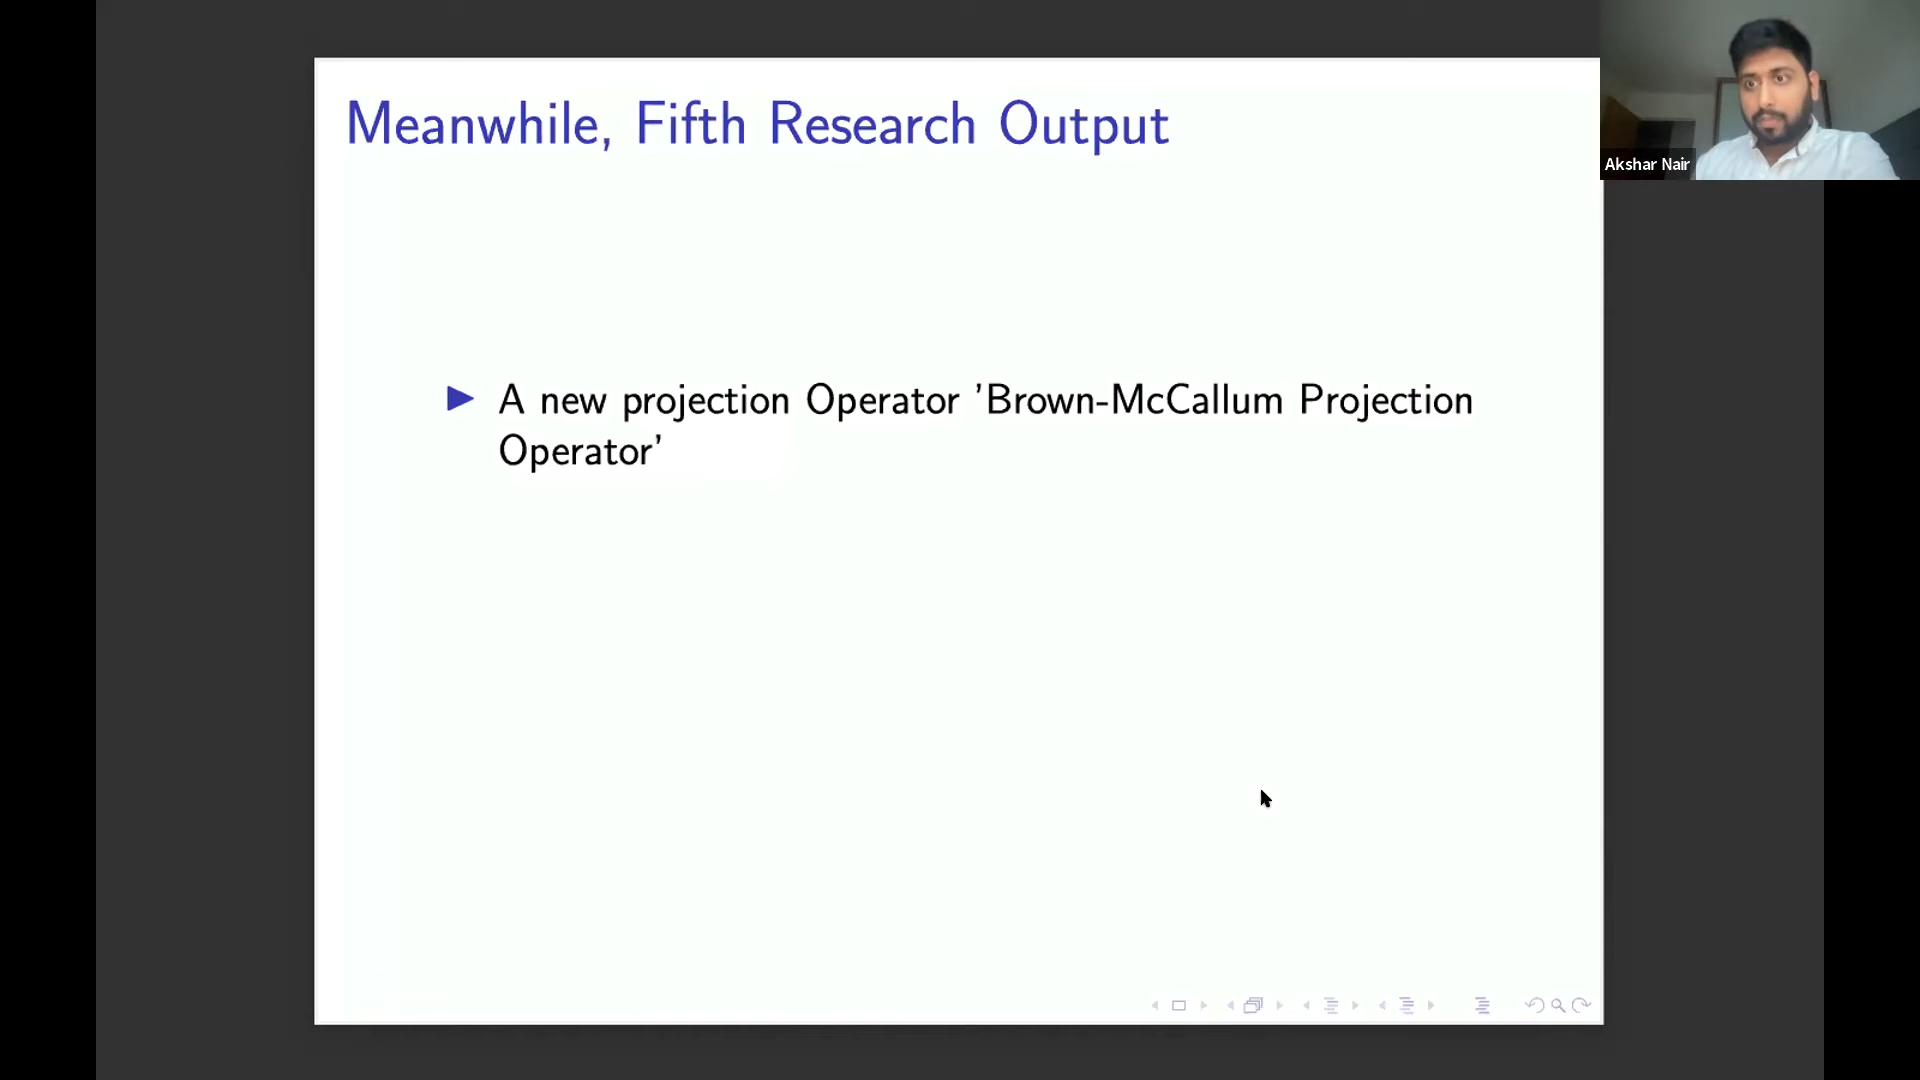 Meanwhile, Fifth Research Output
A new projection Operator 'Brown-McCallum Projection
Operator'
Akshar Nair